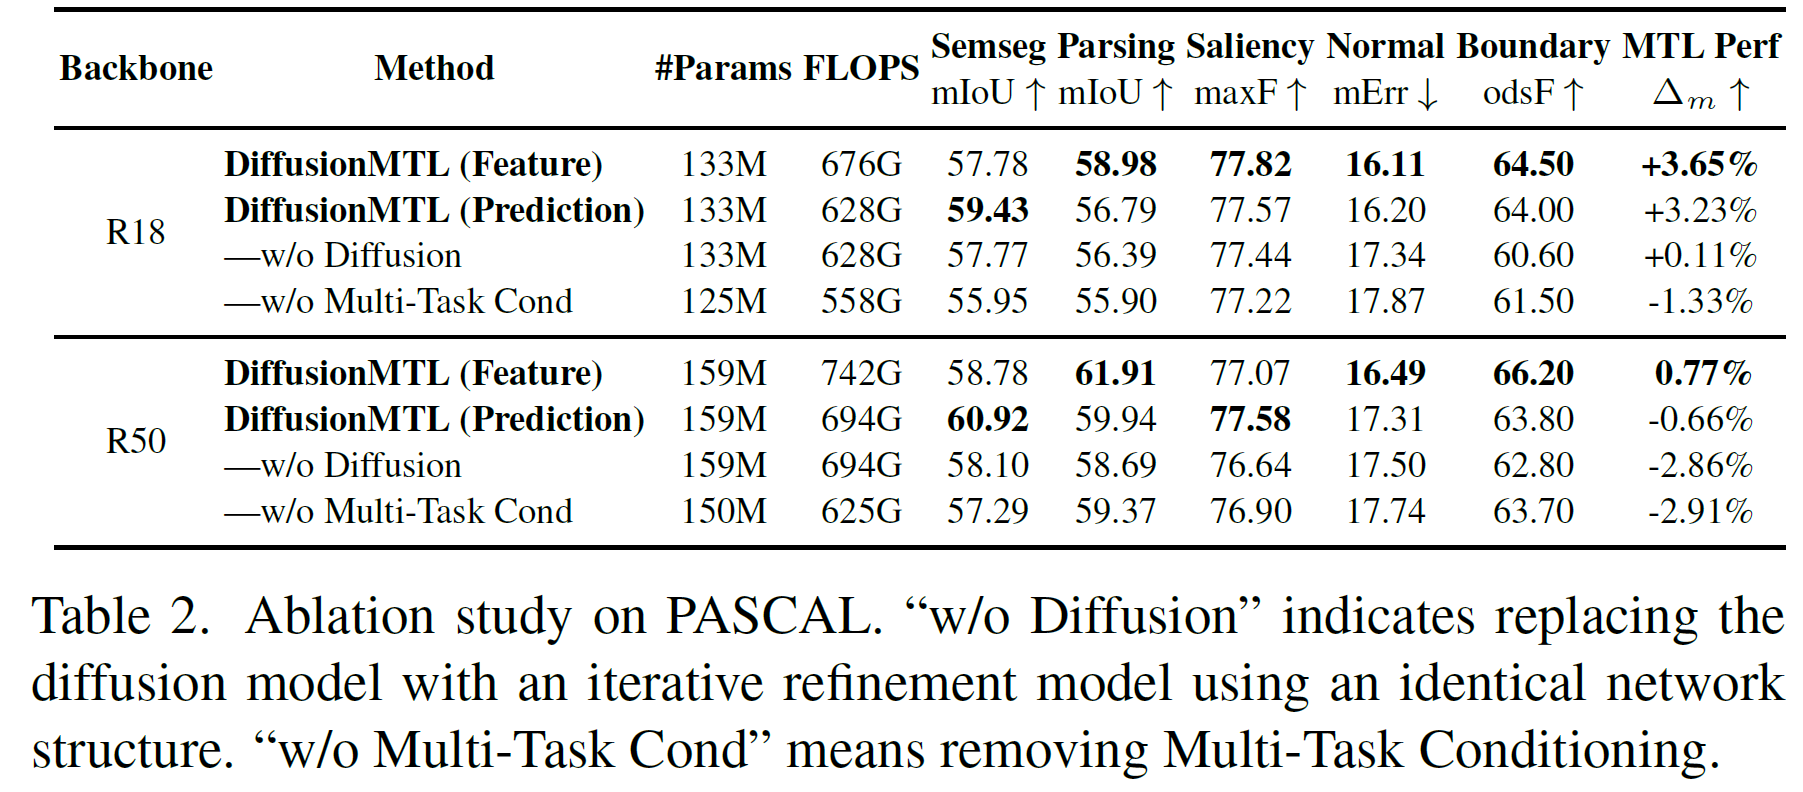 Backbone Method #Params FLOPS Semseg Parsing Saliency Normal Boundary MTL Perf
mIoU ↑ mIoU ↑ maxF ↑ mErr ↓ odsF ↑ Δm ↑
DiffusionMTL (Feature) 133M 676G 57.78 58.98 77.82 16.11 64.50 +3.65%
R18
DiffusionMTL (Prediction) 133M 628G 59.43 56.79 77.57 16.20 64.00 +3.23%
—w/o Diffusion 133M 628G 57.77 56.39 77.44 17.34 60.60 +0.11%
—w/o Multi-Task Cond 125M 558G 55.95 55.90 77.22 17.87 61.50 -1.33%
DiffusionMTL (Feature) 159M 742G 58.78 61.91 77.07 16.49 66.20 0.77%
R50
DiffusionMTL (Prediction) 159M 694G 60.92 59.94 77.58 17.31 63.80 -0.66%
—w/o Diffusion 159M 694G 58.10 58.69 76.64 17.50 62.80 -2.86%
—w/o Multi-Task Cond 150M 625G 57.29 59.37 76.90 17.74 63.70 -2.91%
Table 2. Ablation study on PASCAL. “w/o Diffusion” indicates replacing the
diffusion model with an iterative refinement model using an identical network
structure. “w/o Multi-Task Cond” means removing Multi-Task Conditioning.